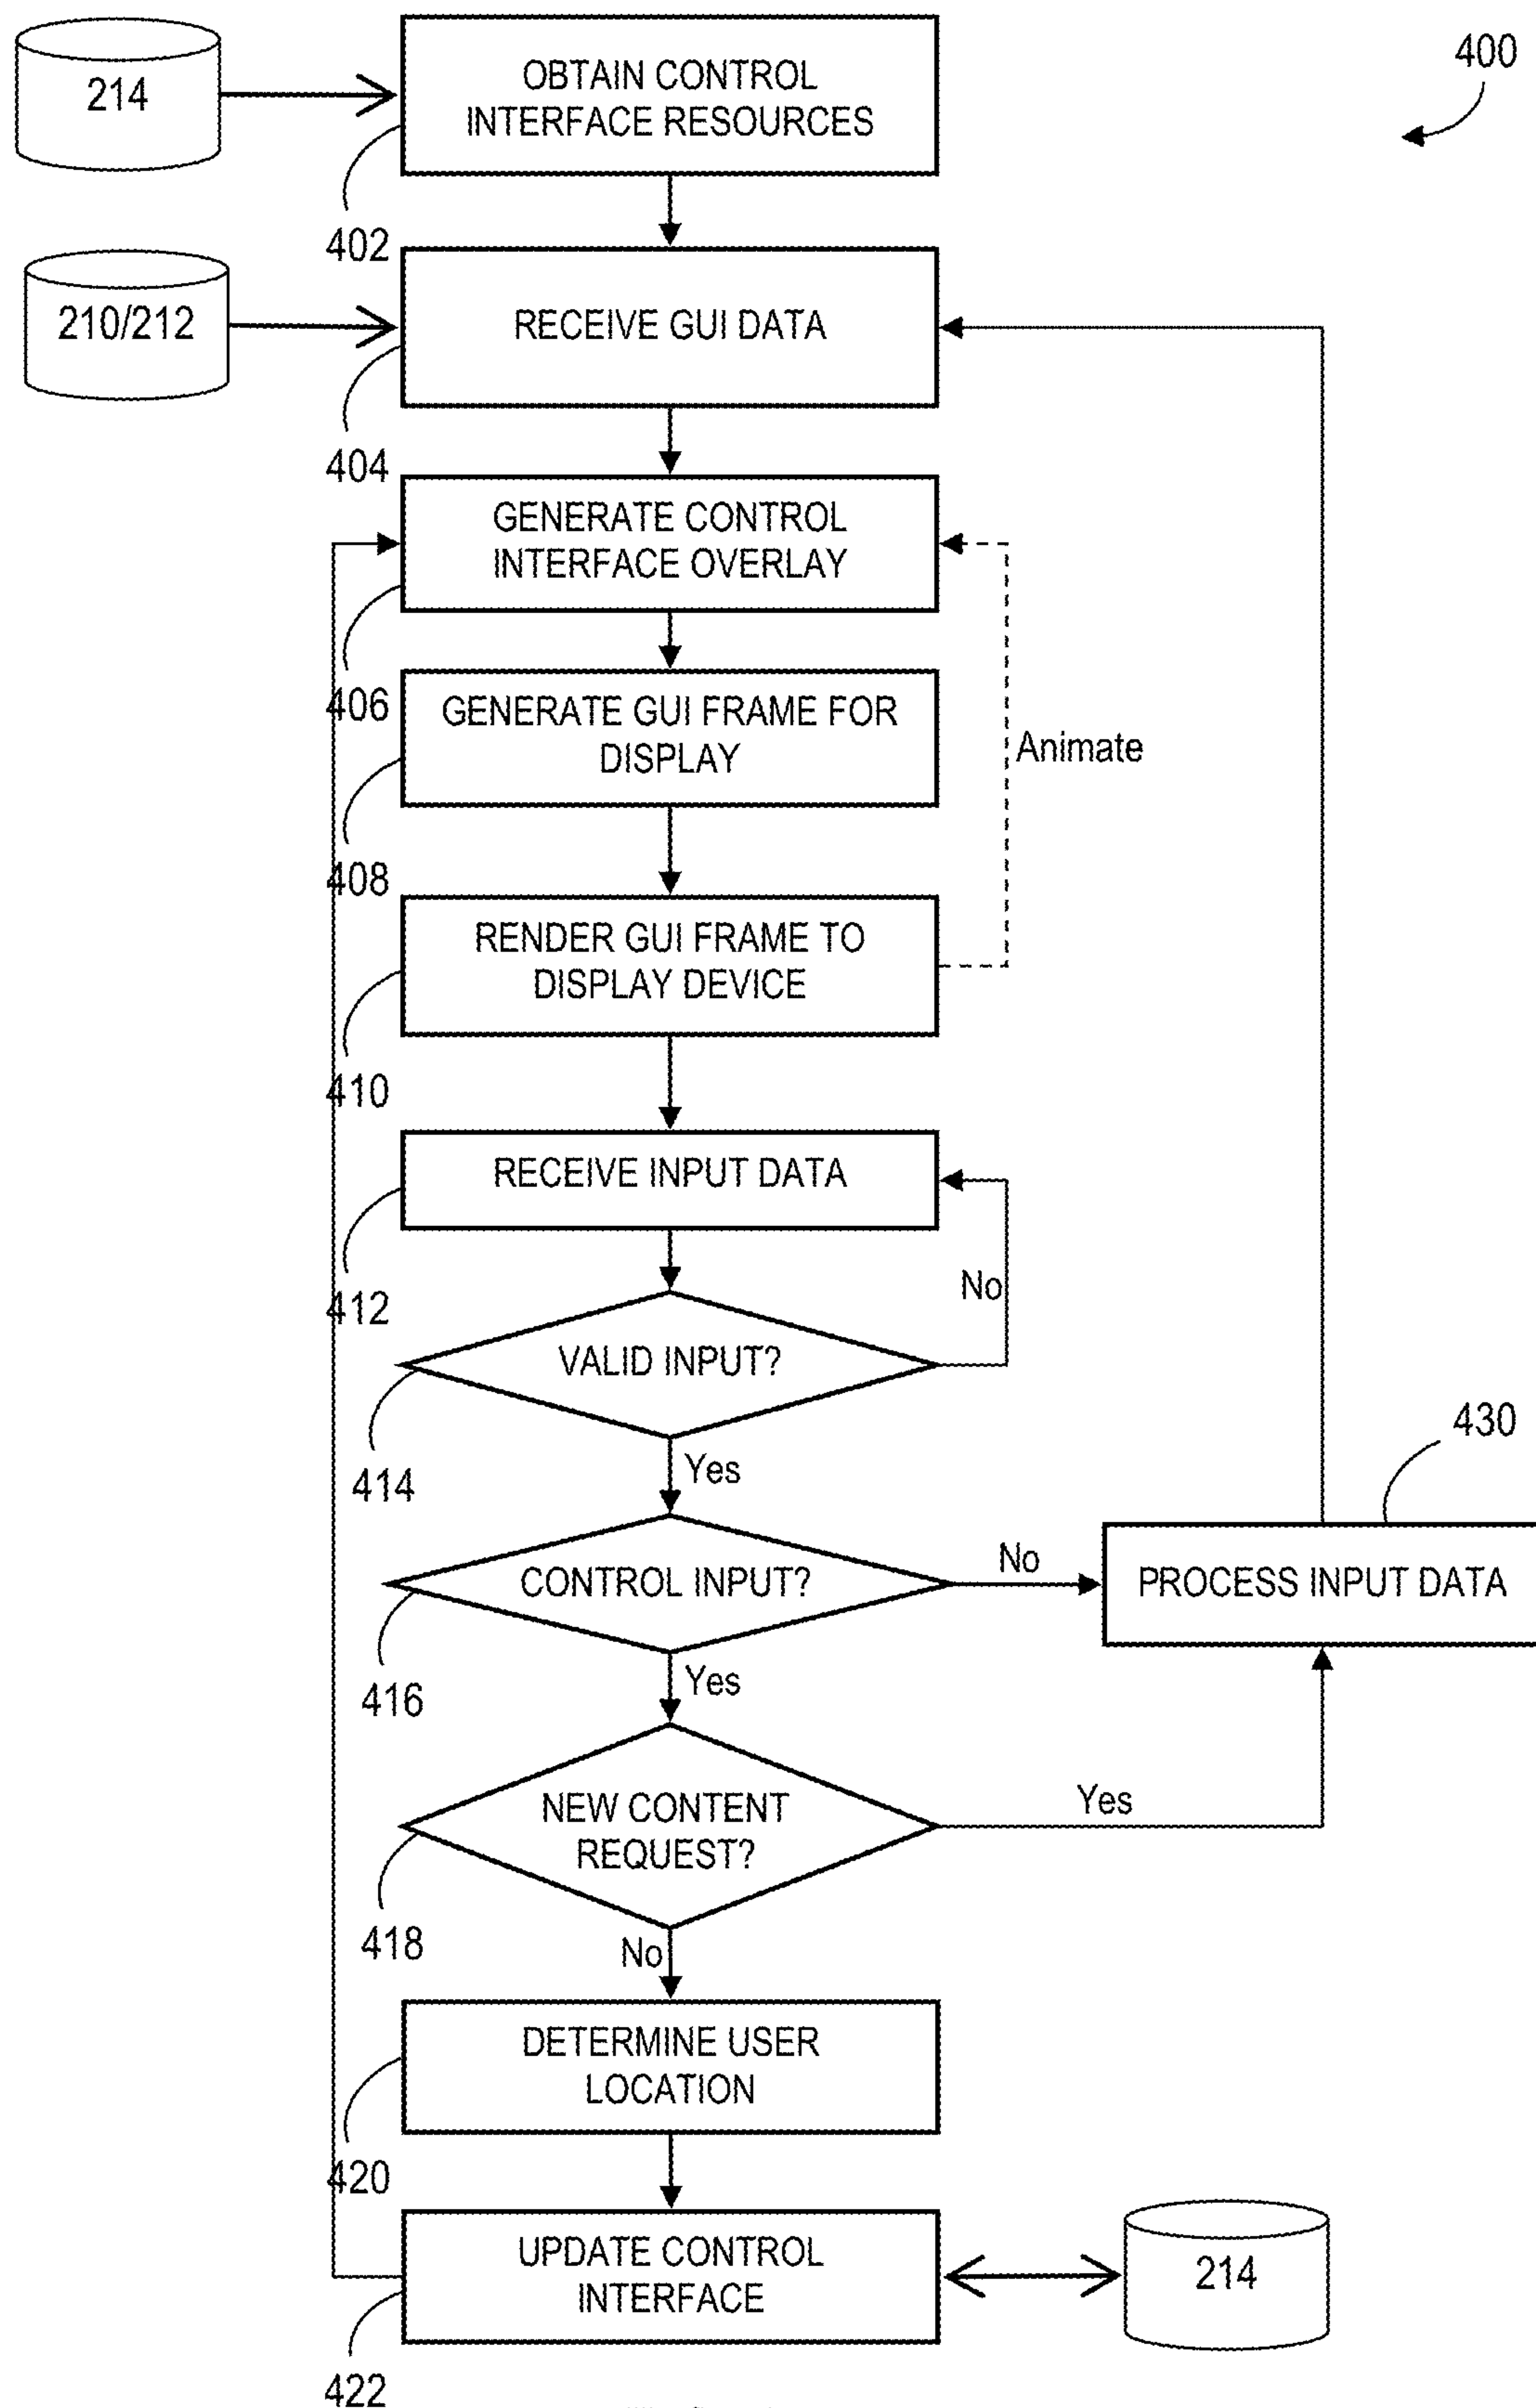 400
214
OBTAIN CONTROL
INTERFACE RESOURCES
402
210/212
RECEIVE GUI DATA
404
GENERATE CONTROL
INTERFACE OVERLAY
406
GENERATE GUI FRAME FOR
DISPLAY
Animate
408
RENDER GUI FRAME TO
DISPLAY DEVICE
410
RECEIVE INPUT DATA
412
No
VALID INPUT?
414
Yes
430
CONTROL INPUT?
No
PROCESS INPUT DATA
416
Yes
NEW CONTENT
REQUEST?
Yes
418
No
DETERMINE USER
LOCATION
420
UPDATE CONTROL
INTERFACE
214
422